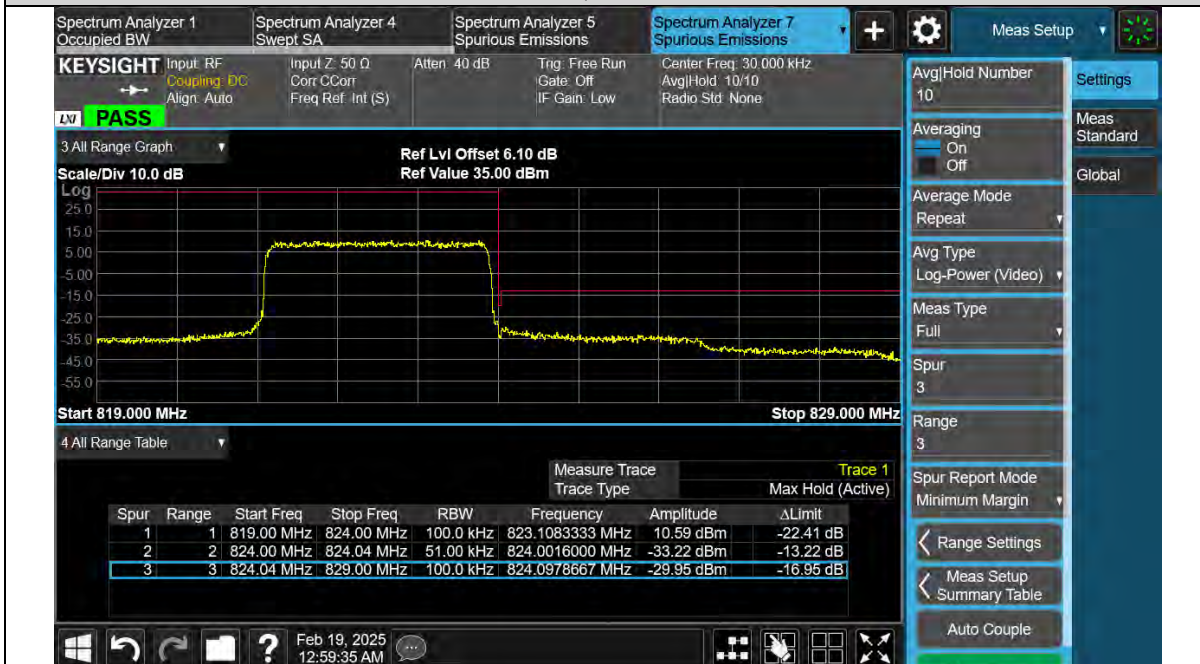 Spectrum Analyzer 1
Occupied BW
Spectrum Analyzer 4
Swept SA
Spectrum Analyzer 5
Spurious Emissions
Spectrum Analyzer 7
Spurious Emissions
+
Meas Setup
KEYSIGHT
LXI
PASS
Input: RF
Coupling: DC
Align: Auto
Input Z: 50 Ω
Corr CCorr
Freq Ref: Int (S)
Atten: 40 dB
Trig: Free Run
Gate: Off
IF Gain: Low
Center Freq: 30.000 kHz
Avg|Hold: 10/10
Radio Std: None
3 All Range Graph
Scale/Div 10.0 dB
Ref Lvl Offset 6.10 dB
Ref Value 35.00 dBm
Log
25.0
15.0
5.00
-5.00
-15.0
-25.0
-35.0
-45.0
-55.0
Start 819.000 MHz
Stop 829.000 MHz
4 All Range Table
Measure Trace Trace 1
Trace Type Max Hold (Active)
Spur Range Start Freq Stop Freq RBW Frequency Amplitude ΔLimit
1 1 819.00 MHz 824.00 MHz 100.0 kHz 823.1083333 MHz 10.59 dBm -22.41 dB
2 2 824.00 MHz 824.04 MHz 51.00 kHz 824.0016000 MHz -33.22 dBm -13.22 dB
3 3 824.04 MHz 829.00 MHz 100.0 kHz 824.0978667 MHz -29.95 dBm -16.95 dB
?
Feb 19, 2025
12:59:35 AM
Avg|Hold Number
10
Averaging
On
Off
Average Mode
Repeat
Avg Type
Log-Power (Video)
Meas Type
Full
Spur
3
Range
3
Spur Report Mode
Minimum Margin
Range Settings
Meas Setup
Summary Table
Auto Couple
Settings
Meas
Standard
Global